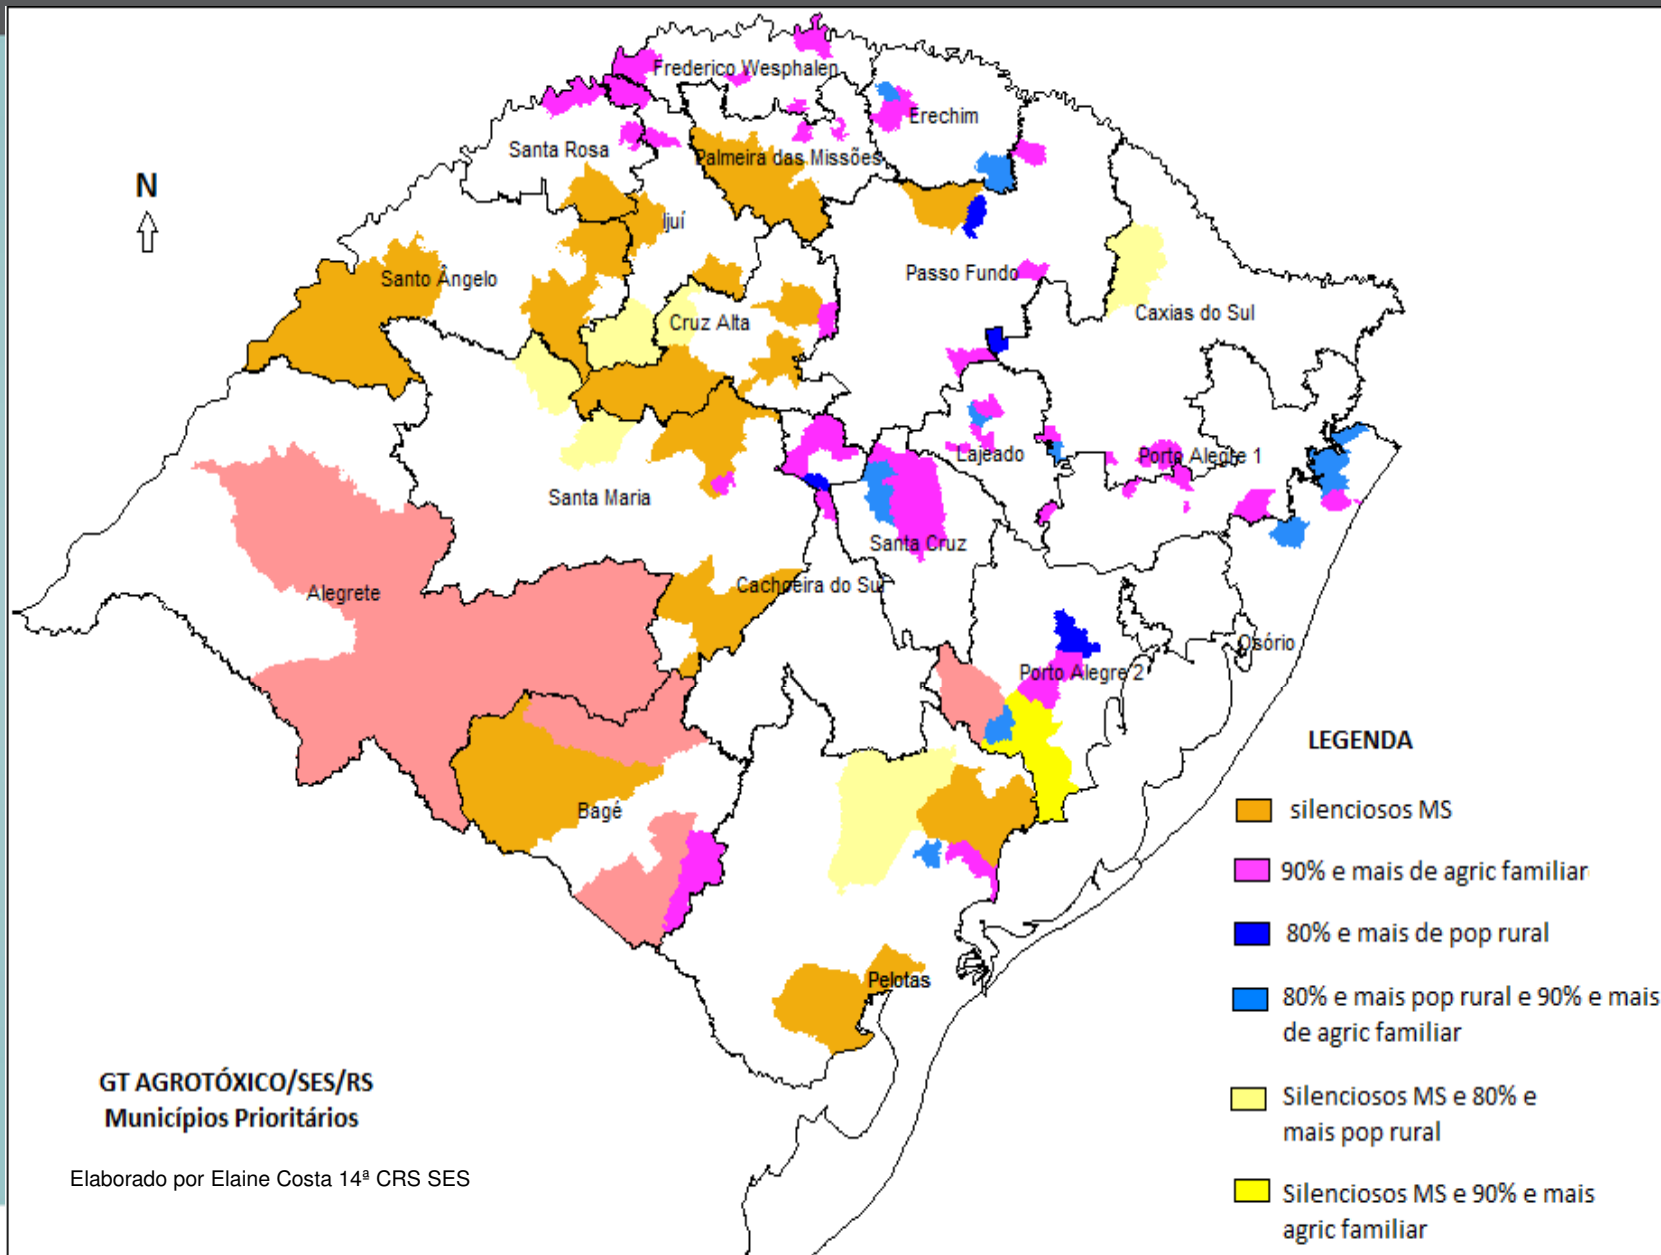 Frederico Wesphalen
Erechim
Santa Rosa
Palmeira das Missões
N
Ijuí
Santo Ângelo
Passo Fundo
Cruz Alta
Caxias do Sul
Lajeado
Porto Alegre 1
Santa Maria
Santa Cruz
Alegrete
Cachoeira do Sul
Osório
Porto Alegre 2
LEGENDA
Bagé
silenciosos MS
90% e mais de agric familiar
80% e mais de pop rural
Pelotas
80% e mais pop rural e 90% e mais
de agric familiar
GT AGROTÓXICO/SES/RS
Municípios Prioritários
Silenciosos MS e 80% e
mais pop rural
Elaborado por Elaine Costa 14ª CRS SES
Silenciosos MS e 90% e mais
agric familiar